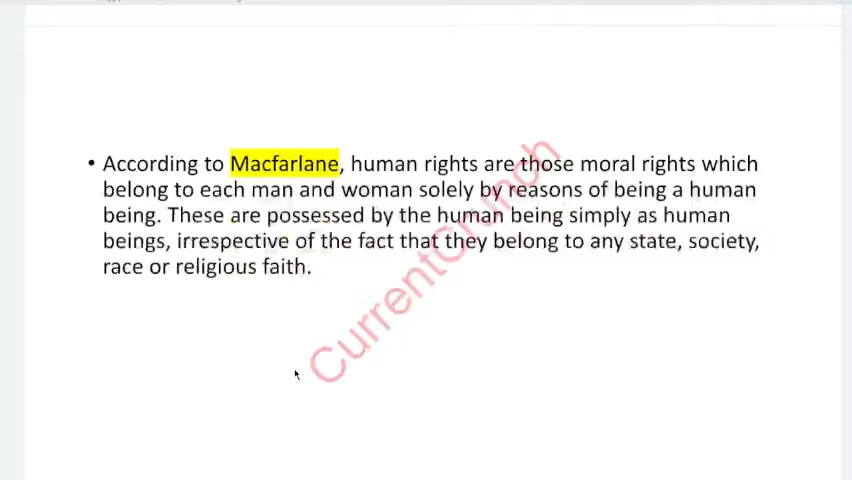 • According to Macfarlane, human rights are those moral rights which
belong to each man and woman solely by reasons of being a human
being. These are possessed by the human being simply as human
beings, irrespective of the fact that they belong to any state, society,
race or religious faith.
CurrentCrunch